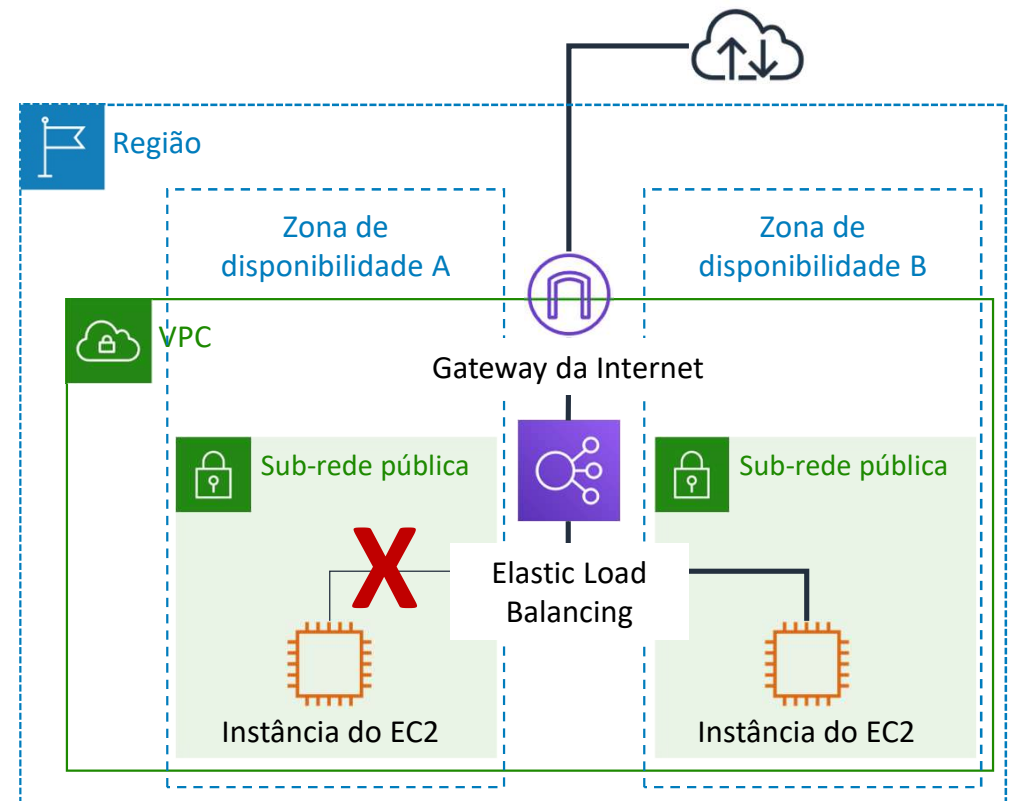 Região
Zona de
disponibilidade A
Zona de
disponibilidade B
VPC
Gateway da Internet
Sub-rede pública
Sub-rede pública
X
Elastic Load
Balancing
Instância do EC2
Instância do EC2